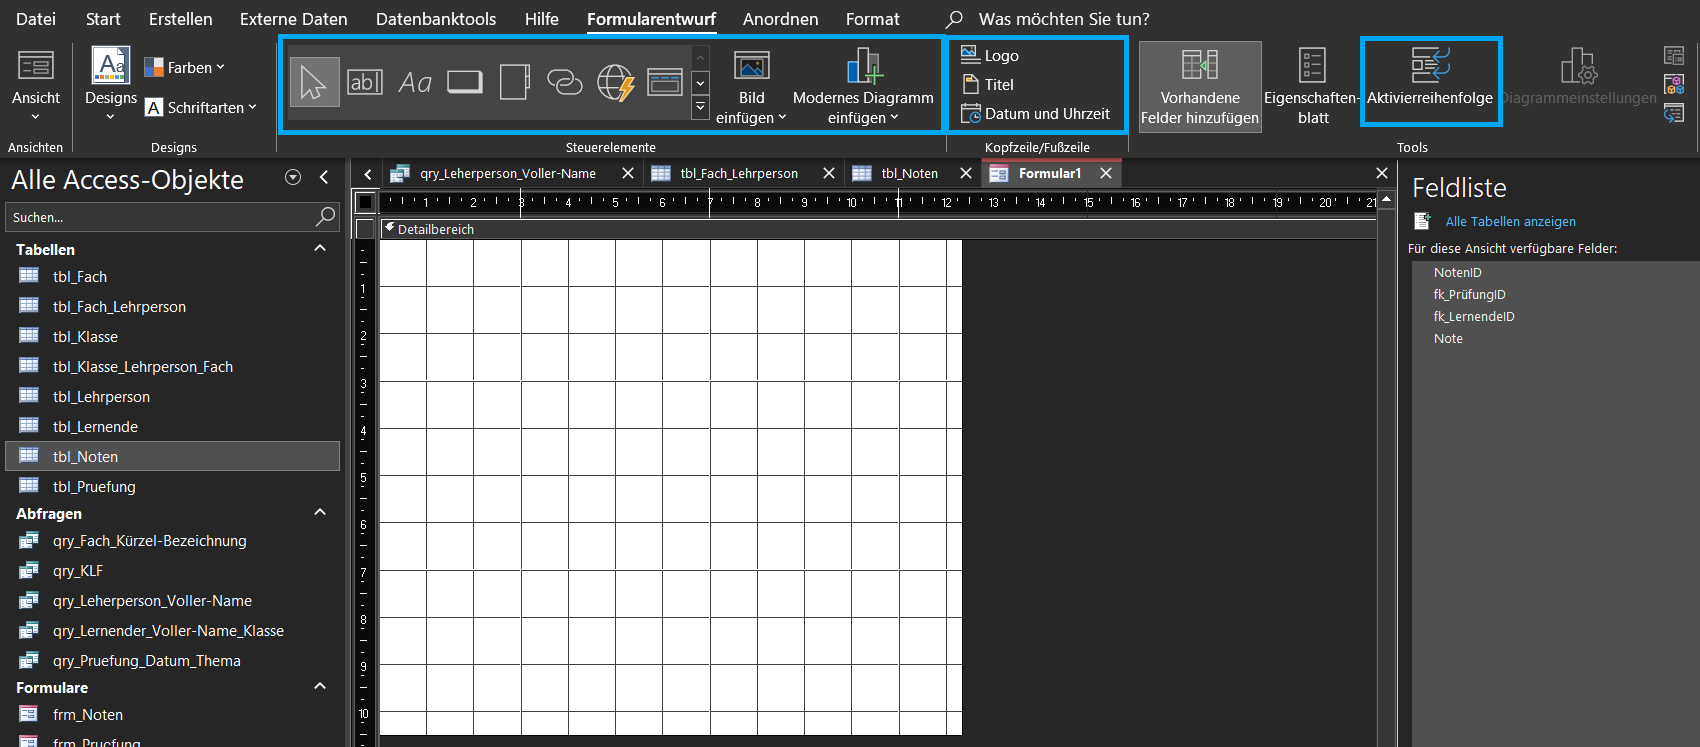 Datei Start Erstellen Externe Daten Datenbanktools Hilfe Formularentwurf Anordnen Format Was möchten Sie tun?
Ansicht
Designs
Aa
Farben
A Schriftarten
ab
Aa
Bild
einfügen
Modernes Diagramm
einfügen
Logo
Titel
Datum und Uhrzeit
Vorhandene
Felder hinzufügen
Eigenschaften-
blatt
Aktivierreihenfolge
Diagrammeinstellungen
Ansichten Designs Steuerelemente Kopfzeile/Fußzeile Tools
Alle Access-Objekte
Suchen...
Tabellen
tbl_Fach
tbl_Fach_Lehrperson
tbl_Klasse
tbl_Klasse_Lehrperson_Fach
tbl_Lehrperson
tbl_Lernende
tbl_Noten
tbl_Pruefung
Abfragen
qry_Fach_Kürzel-Bezeichnung
qry_KLF
qry_Leherperson_Voller-Name
qry_Lernender_Voller-Name_Klasse
qry_Pruefung_Datum_Thema
Formulare
frm_Noten
frm_Pruefung
qry_Leherperson_Voller-Name tbl_Fach_Lehrperson tbl_Noten Formular1
1 2 3 4 5 6 7 8 9 10 11 12 13 14 15 16 17 18 19 20 21
Detailbereich
1
2
3
4
5
6
7
8
9
10
Feldliste
Alle Tabellen anzeigen
Für diese Ansicht verfügbare Felder:
NotenID
fk_PrüfungID
fk_LernendeID
Note